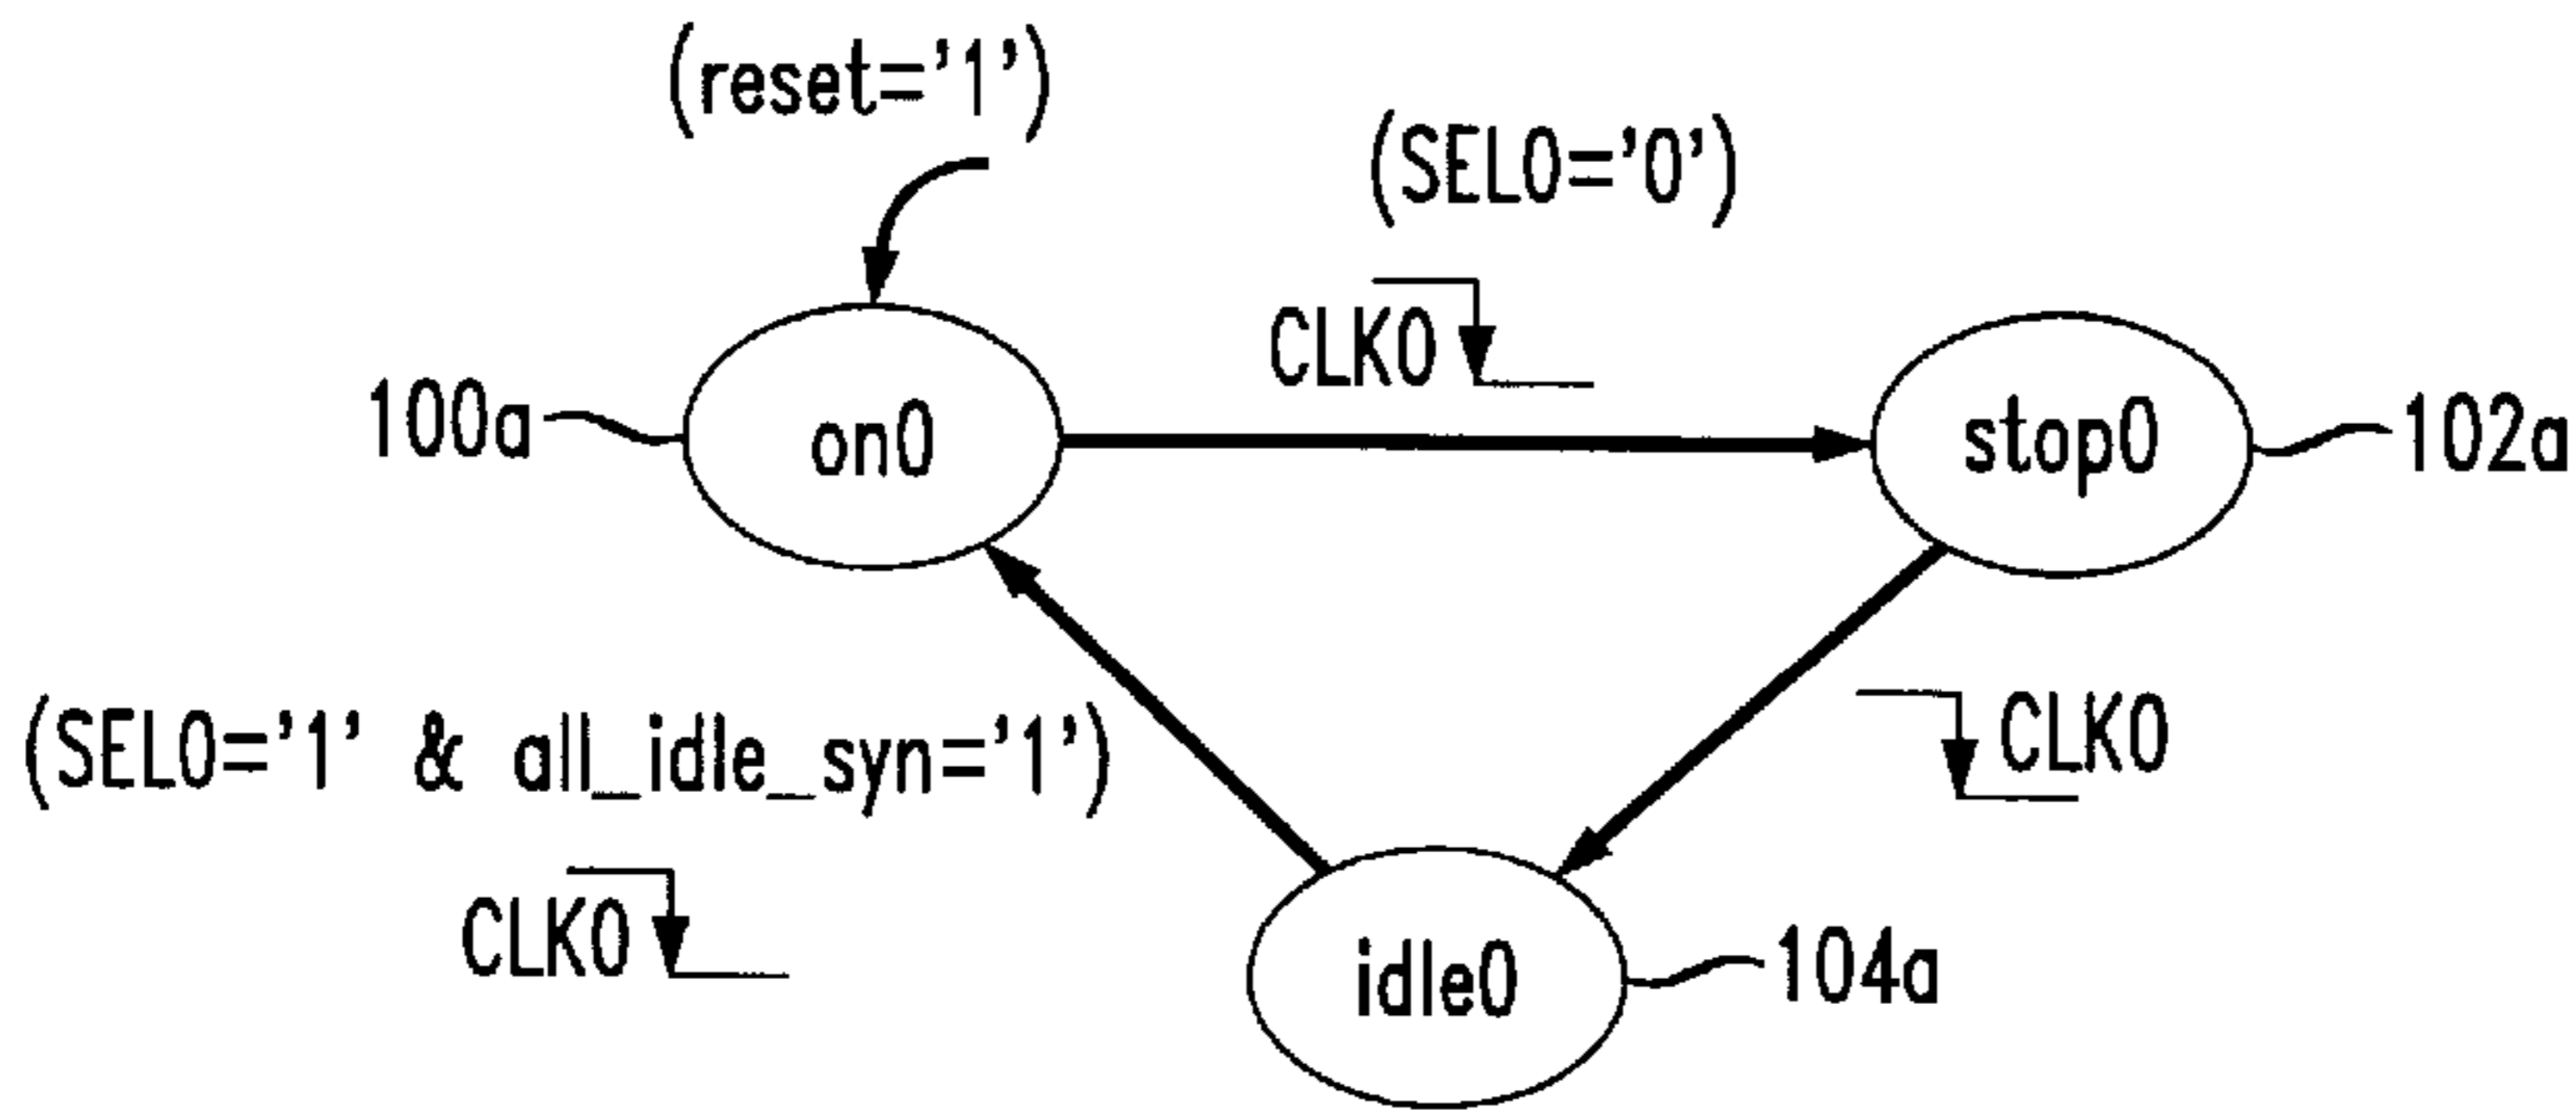 (reset='1')
(SEL0='0')
CLK0
100a
on0
stop0
102a
(SEL0='1' & all_idle_syn='1')
CLK0
CLK0
idle0
104a